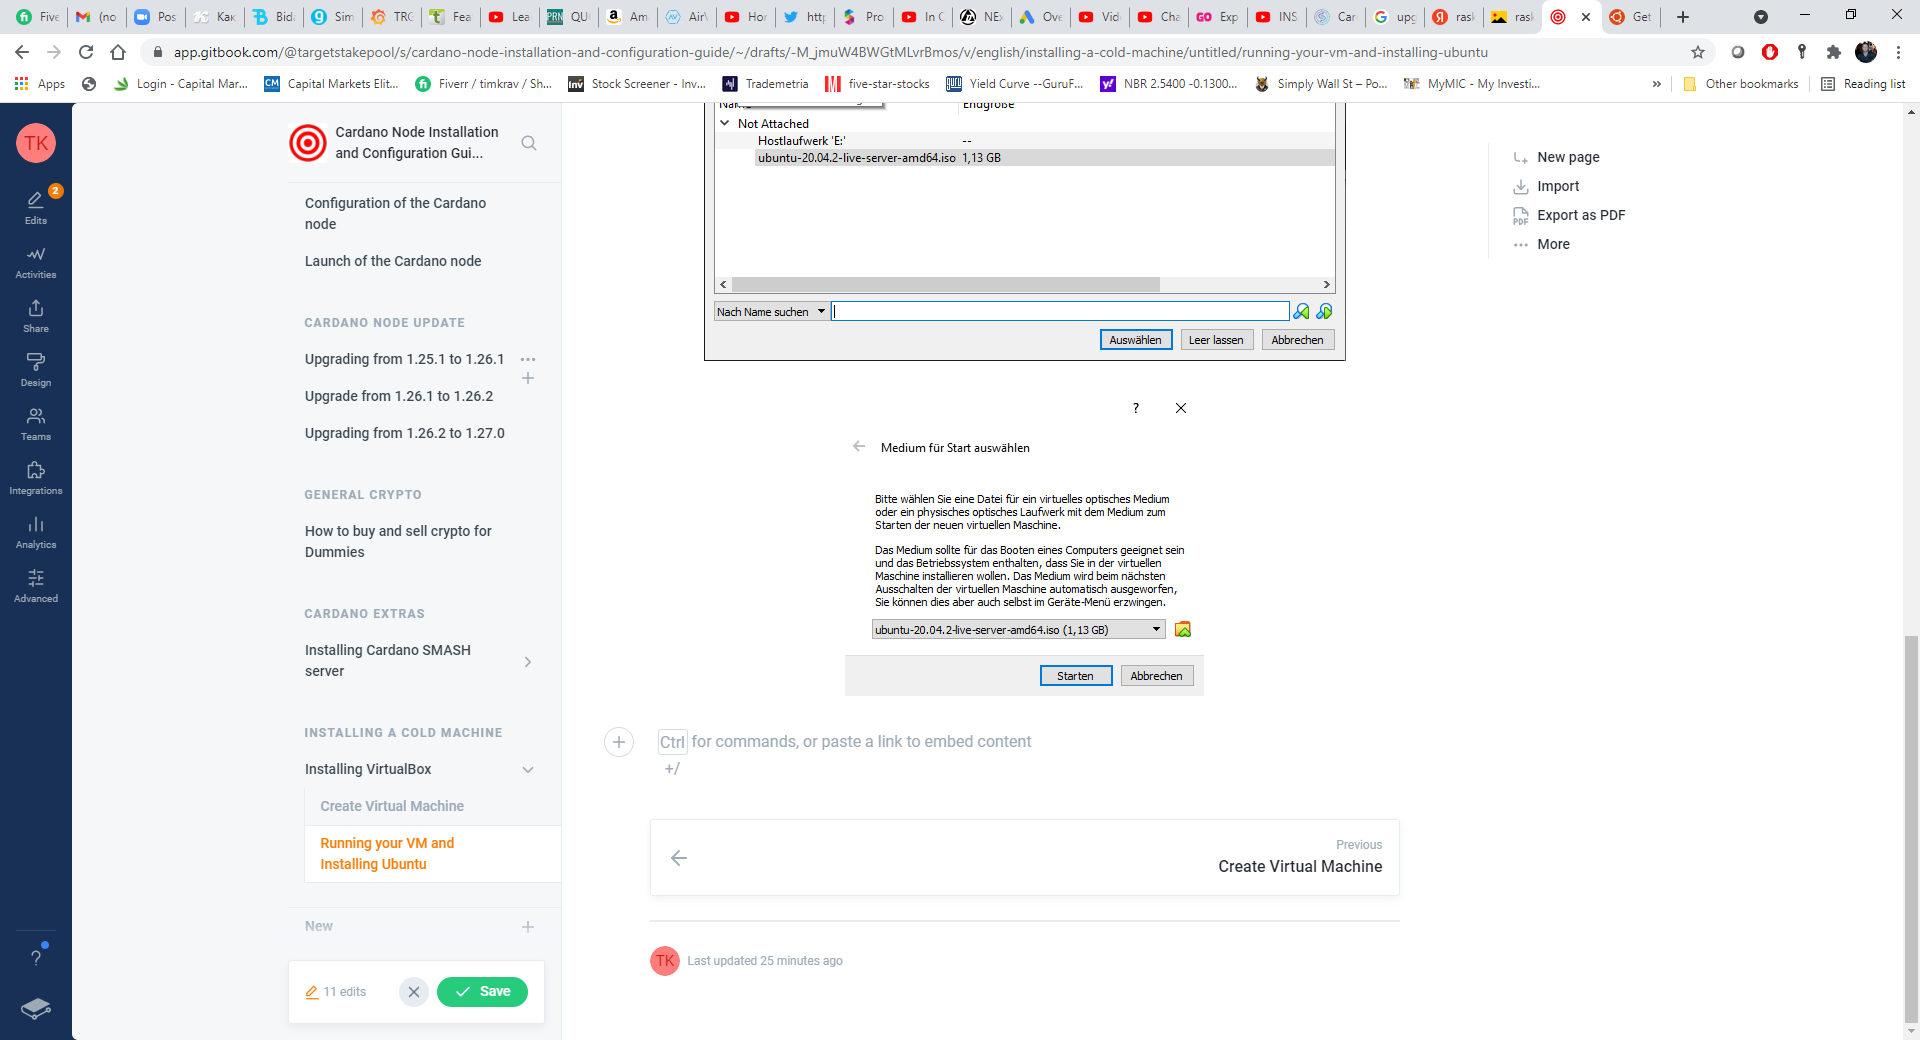 Five
(no
Pos
Как
Bida
Sim
TRC
Fea
Lea
QU
Am
AirV
Hor
http
Pro
In C
NEx
Ove
Vid
Cha
Exp
INS
Car
upg
rask
rask
Get
app.gitbook.com/@targetstakepool/s/cardano-node-installation-and-configuration-guide/~/drafts/-M_jmuW4BWGtMLvrBmos/v/english/installing-a-cold-machine/untitled/running-your-vm-and-installing-ubuntu
Apps
Login - Capital Mar...
Capital Markets Elit...
Fiverr / timkrav / Sh...
Stock Screener - Inv...
Trademetria
five-star-stocks
Yield Curve --GuruF...
NBR 2.5400 -0.1300...
Simply Wall St – Po...
MyMIC - My Investi...
»
Other bookmarks
Reading list
TK
2
Edits
Activities
Share
Design
Teams
Integrations
Analytics
Advanced
?
Cardano Node Installation
and Configuration Gui...
Configuration of the Cardano
node
Launch of the Cardano node
CARDANO NODE UPDATE
Upgrading from 1.25.1 to 1.26.1
Upgrade from 1.26.1 to 1.26.2
Upgrading from 1.26.2 to 1.27.0
GENERAL CRYPTO
How to buy and sell crypto for
Dummies
CARDANO EXTRAS
Installing Cardano SMASH
server
INSTALLING A COLD MACHINE
Installing VirtualBox
Create Virtual Machine
Running your VM and
Installing Ubuntu
New
11 edits
Save
Endgröße
Not Attached
Hostlaufwerk 'E:' --
ubuntu-20.04.2-live-server-amd64.iso 1,13 GB
Nach Name suchen
Auswählen
Leer lassen
Abbrechen
?
Medium für Start auswählen
Bitte wählen Sie eine Datei für ein virtuelles optisches Medium
oder ein physisches optisches Laufwerk mit dem Medium zum
Starten der neuen virtuellen Maschine.
Das Medium sollte für das Booten eines Computers geeignet sein
und das Betriebssystem enthalten, dass Sie in der virtuellen
Maschine installieren wollen. Das Medium wird beim nächsten
Ausschalten der virtuellen Maschine automatisch ausgeworfen,
Sie können dies aber auch selbst im Geräte-Menü erzwingen.
ubuntu-20.04.2-live-server-amd64.iso (1,13 GB)
Starten
Abbrechen
Ctrl for commands, or paste a link to embed content
+/
Previous
Create Virtual Machine
TK
Last updated 25 minutes ago
New page
Import
PDF
Export as PDF
More